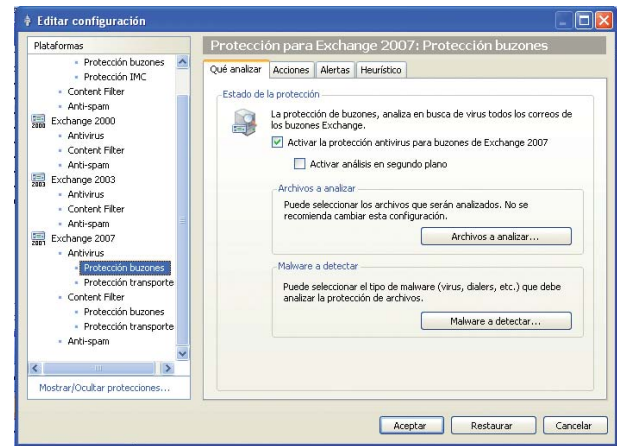 Editar configuración
Plataformas
Protección buzones
Protección IMC
Content Filter
Anti-spam
2000 Exchange 2000
Antivirus
Content Filter
Anti-spam
2003 Exchange 2003
Antivirus
Content Filter
Anti-spam
Exchange 2007
Antivirus
Protección buzones
Protección transporte
Content Filter
Protección buzones
Protección transporte
Anti-spam
Mostrar/Ocultar protecciones...
Protección para Exchange 2007: Protección buzones
Qué analizar Acciones Alertas Heurístico
Estado de la protección
La protección de buzones, analiza en busca de virus todos los correos de
los buzones Exchange.
Activar la protección antivirus para buzones de Exchange 2007
Activar análisis en segundo plano
Archivos a analizar
Puede seleccionar los archivos que serán analizados. No se
recomienda cambiar esta configuración.
Archivos a analizar...
Malware a detectar
Puede seleccionar el tipo de malware (virus, dialers, etc.) que debe
analizar la protección de archivos.
Malware a detectar...
Aceptar Restaurar Cancelar